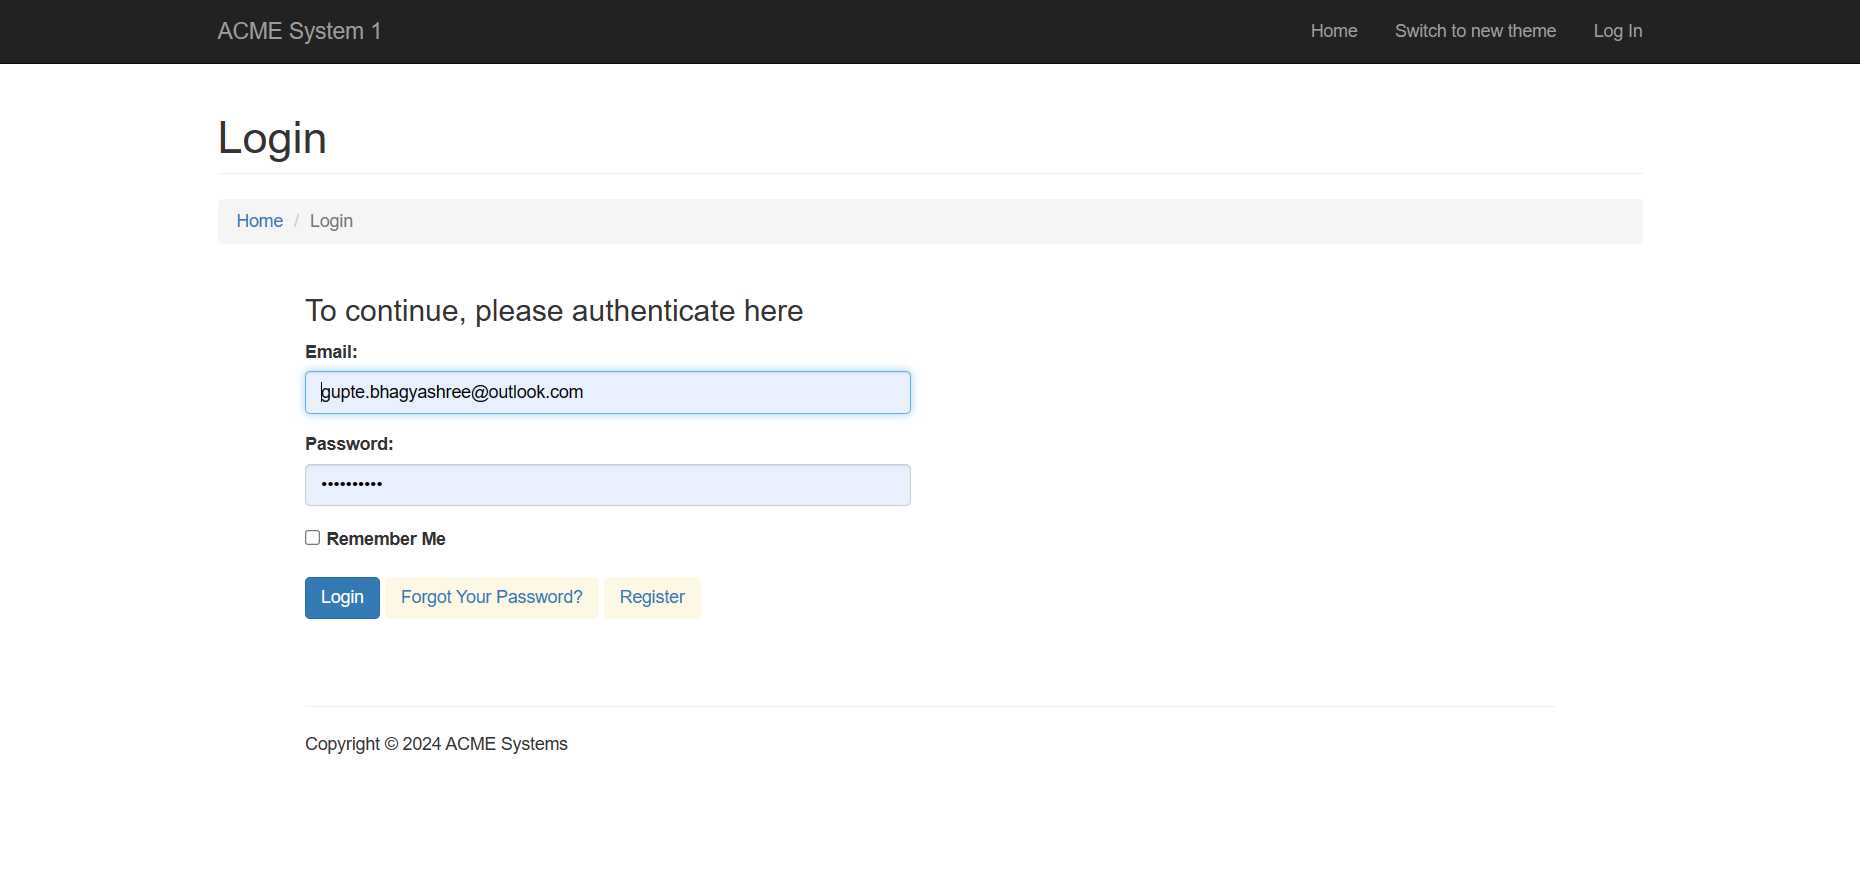 ACME System 1 Home Switch to new theme Log In
Login
Home / Login
To continue, please authenticate here
Email:
gupte.bhagyashree@outlook.com
Password:
••••••••••
Remember Me
Login Forgot Your Password? Register
Copyright © 2024 ACME Systems